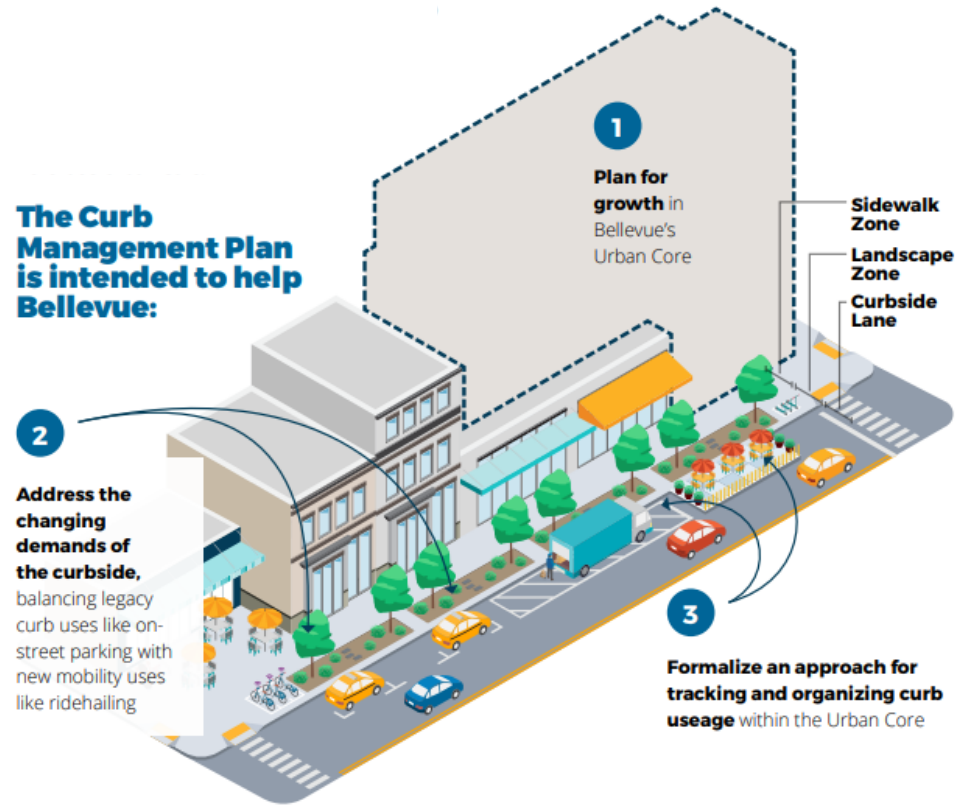 The Curb
Management Plan
is intended to help
Bellevue:
1
Plan for
growth in
Bellevue's
Urban Core
Sidewalk
Zone
Landscape
Zone
Curbside
Lane
2
Address the
changing
demands of
the curbside,
balancing legacy
curb uses like on-
street parking with
new mobility uses
like ridehailing
3
Formalize an approach for
tracking and organizing curb
useage within the Urban Core